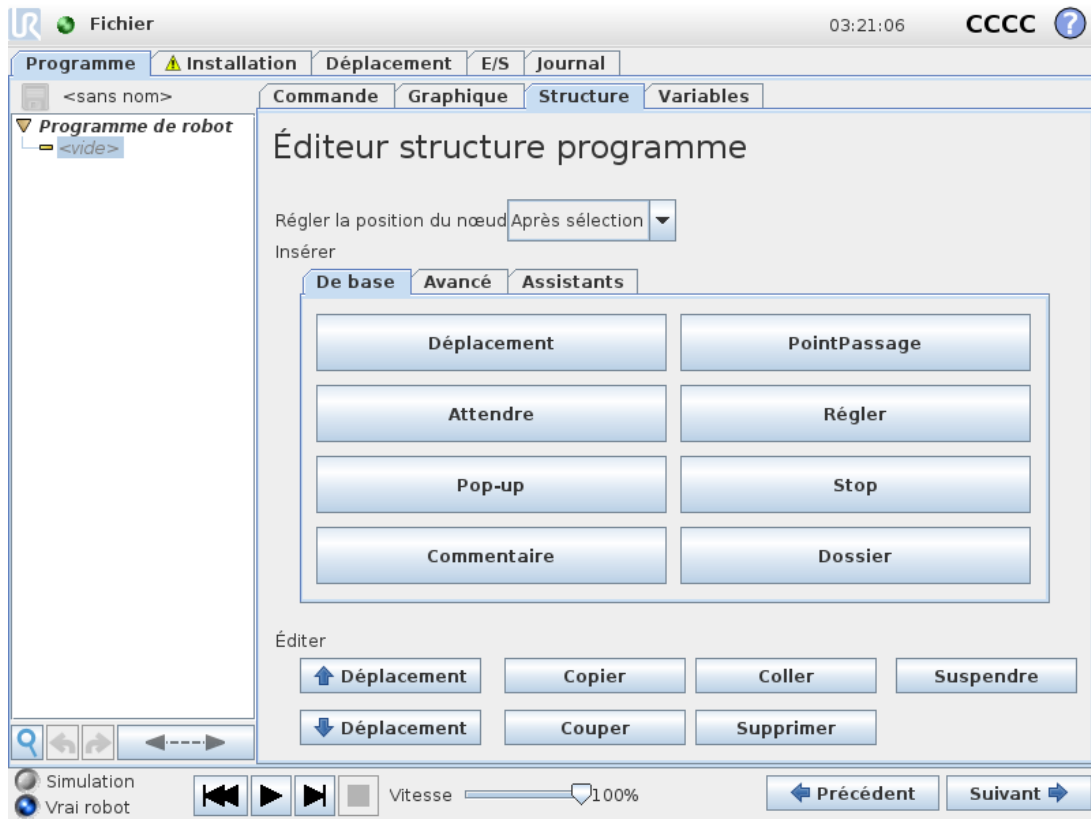 UR Fichier 03:21:06 CCCC ?
Programme Installation Déplacement E/S Journal
<sans nom> Commande Graphique Structure Variables
Programme de robot
<vide>
Éditeur structure programme
Régler la position du nœud Après sélection
Insérer
De base Avancé Assistants
Déplacement PointPassage
Attendre Régler
Pop-up Stop
Commentaire Dossier
Éditer
Déplacement Copier Coller Suspendre
Déplacement Couper Supprimer
Simulation
Vrai robot
Vitesse 100% Précédent Suivant